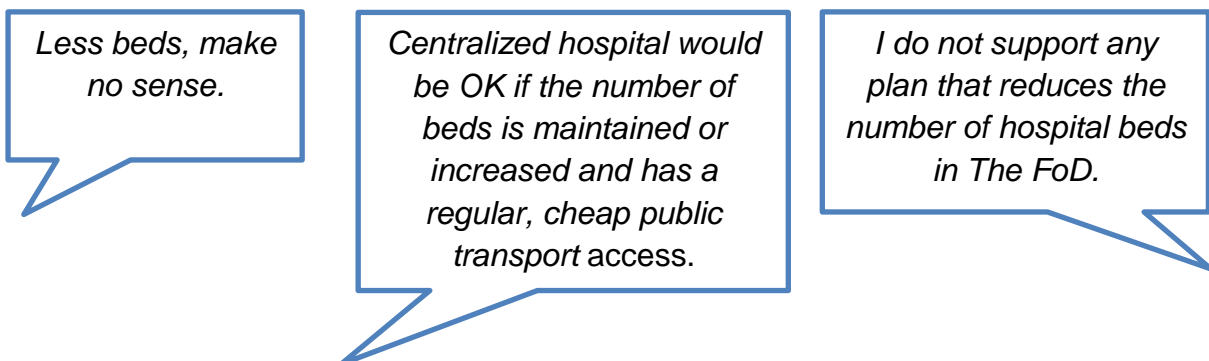 Less beds, make
no sense.
Centralized hospital would
be OK if the number of
beds is maintained or
increased and has a
regular, cheap public
transport access.
I do not support any
plan that reduces the
number of hospital beds
in The FoD.